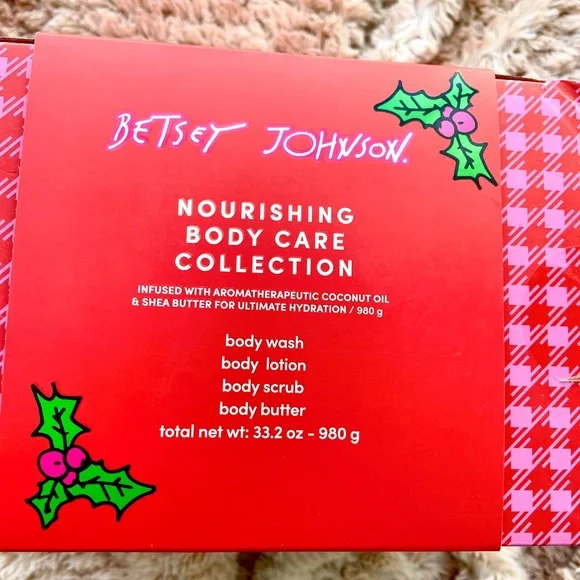 BETSEY JOHNSON.
NOURISHING
BODY CARE
COLLECTION
INFUSED WITH AROMATHERAPEUTIC COCONUT OIL
& SHEA BUTTER FOR ULTIMATE HYDRATION / 980 g
body wash
body lotion
body scrub
body butter
total net wt: 33.2 oz - 980 g